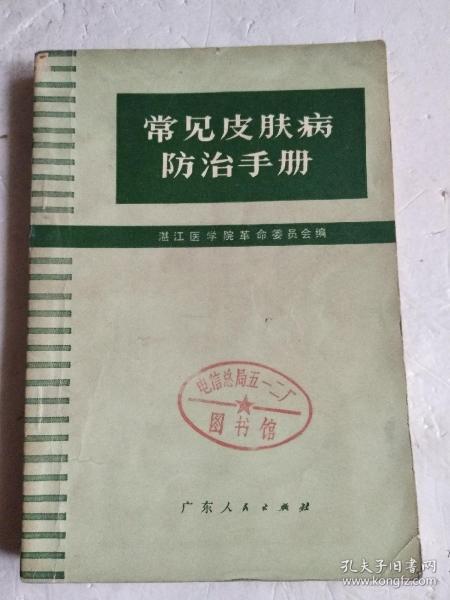 常见皮肤病
防治手册
湛江医学院革命委员会编
电信总局五一二厂
图书馆
广东人民出版社
孔夫子旧书网
www.kongfz.com